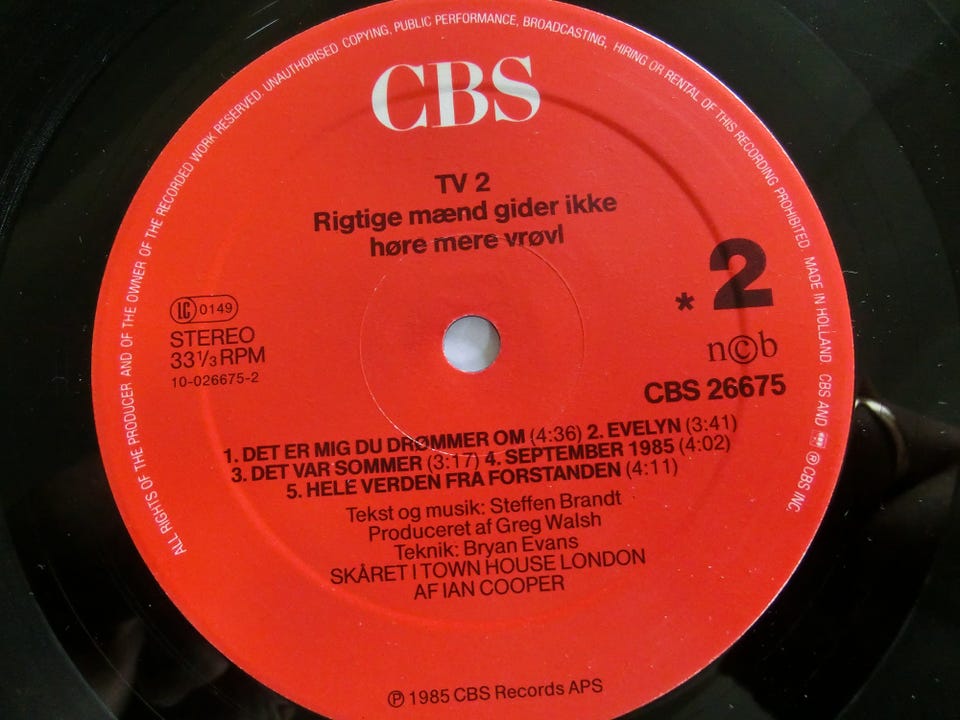 ALL RIGHTS OF THE PRODUCER AND OF THE OWNER OF THE RECORDED WORK RESERVED. UNAUTHORISED COPYING, PUBLIC PERFORMANCE, BROADCASTING, HIRING OR RENTAL OF THIS RECORDING PROHIBITED MADE IN HOLLAND CBS AND ℗ CBS INC.
CBS
TV 2
Rigtige mænd gider ikke
høre mere vrøvl
* 2
LC 0149
STEREO
33⅓ RPM
10-026675-2
n©b
CBS 26675
1. DET ER MIG DU DRØMMER OM (4:36) 2. EVELYN (3:41)
3. DET VAR SOMMER (3:17) 4. SEPTEMBER 1985 (4:02)
5. HELE VERDEN FRA FORSTANDEN (4:11)
Tekst og musik: Steffen Brandt
Produceret af Greg Walsh
Teknik: Bryan Evans
SKÅRET I TOWN HOUSE LONDON
AF IAN COOPER
℗ 1985 CBS Records APS